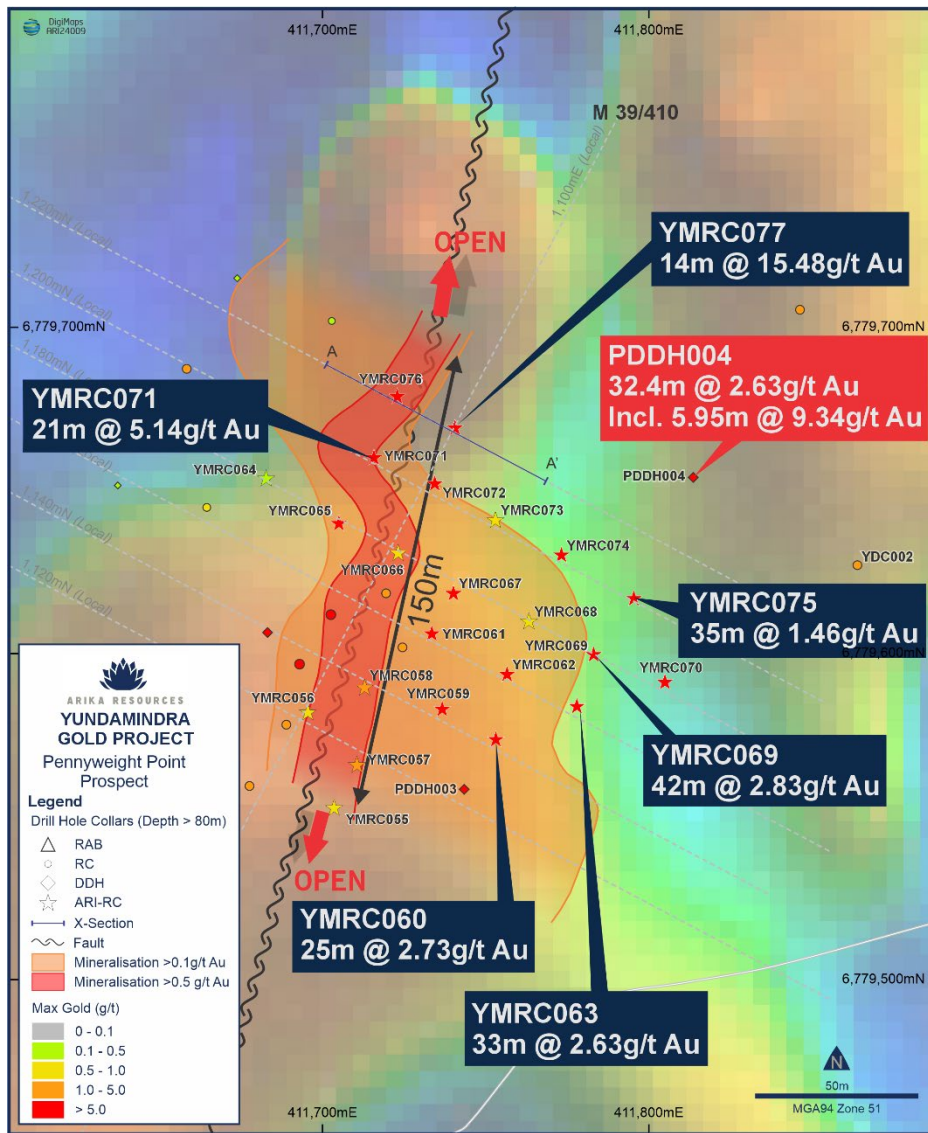 DigiMaps
ARI24009
411,700mE
411,800mE
M 39/410
1,100mE (Local)
1,220mN (Local)
1,200mN (Local)
1,180mN (Local)
1,140mN (Local)
1,120mN (Local)
OPEN
YMRC077
14m @ 15.48g/t Au
6,779,700mN
6,779,700mN
PDDH004
32.4m @ 2.63g/t Au
Incl. 5.95m @ 9.34g/t Au
A
YMRC076
YMRC071
21m @ 5.14g/t Au
YMRC071
A'
YMRC064
YMRC072
PDDH004
YMRC065
YMRC073
YMRC074
YDC002
YMRC066
150m
YMRC067
YMRC068
YMRC075
35m @ 1.46g/t Au
YMRC061
YMRC069
6,779,600mN
YMRC062
YMRC070
YMRC058
YMRC056
YMRC059
YMRC069
42m @ 2.83g/t Au
YMRC057
PDDH003
YMRC055
OPEN
YMRC060
25m @ 2.73g/t Au
YMRC063
33m @ 2.63g/t Au
6,779,500mN
ARIKA RESOURCES
YUNDAMINDRA
GOLD PROJECT
Pennyweight Point
Prospect
Legend
Drill Hole Collars (Depth > 80m)
RAB
RC
DDH
ARI-RC
X-Section
Fault
Mineralisation >0.1g/t Au
Mineralisation >0.5 g/t Au
Max Gold (g/t)
0 - 0.1
0.1 - 0.5
0.5 - 1.0
1.0 - 5.0
> 5.0
N
50m
MGA94 Zone 51
411,700mE
411,800mE